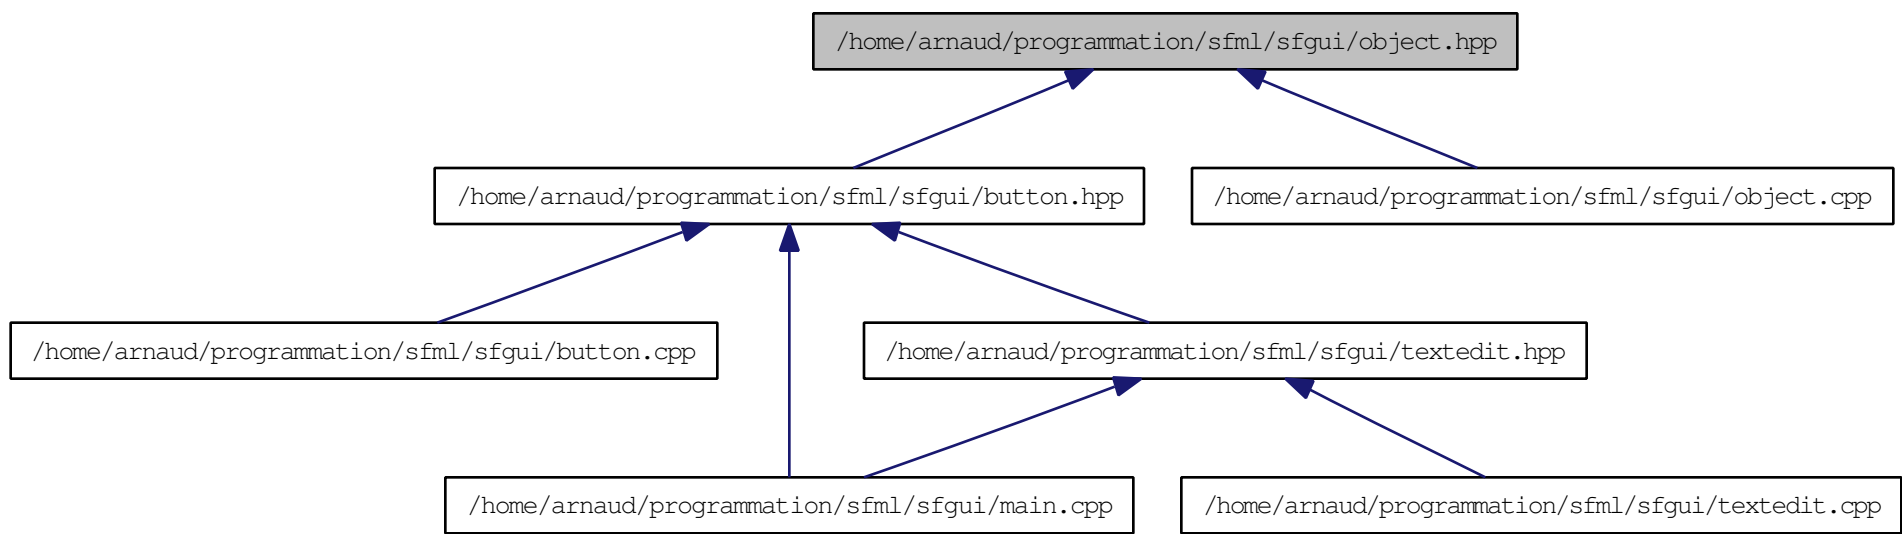 /home/arnaud/programmation/sfml/sfgui/object.hpp
/home/arnaud/programmation/sfml/sfgui/button.hpp
/home/arnaud/programmation/sfml/sfgui/object.cpp
/home/arnaud/programmation/sfml/sfgui/button.cpp
/home/arnaud/programmation/sfml/sfgui/textedit.hpp
/home/arnaud/programmation/sfml/sfgui/main.cpp
/home/arnaud/programmation/sfml/sfgui/textedit.cpp